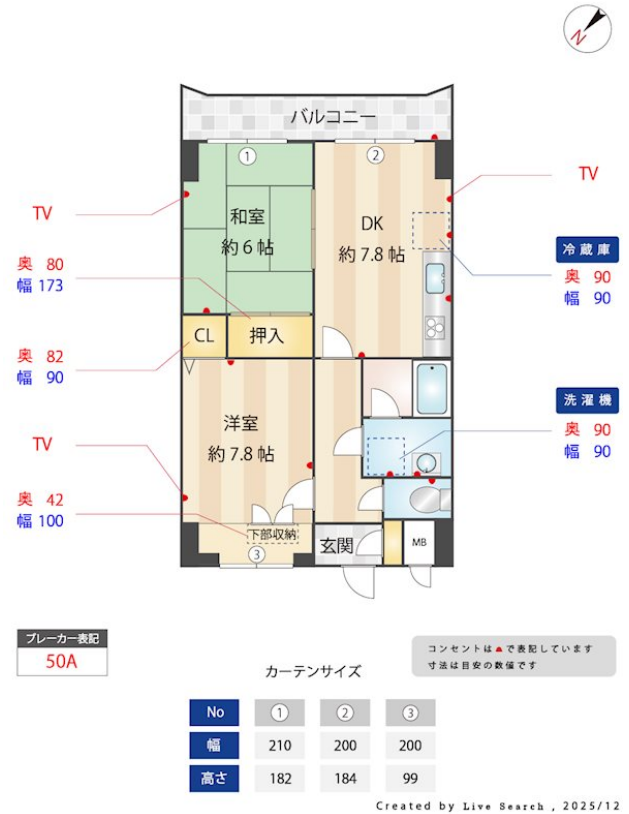 N
バルコニー
①
②
TV
TV
和室
約6帖
DK
約7.8帖
冷蔵庫
奥 90
幅 90
奥 80
幅 173
CL
押入
奥 82
幅 90
洗濯機
奥 90
幅 90
洋室
約7.8帖
TV
奥 42
幅 100
下部収納
③
玄関
MB
ブレーカー表記
50A
コンセントは で表記しています
寸法は目安の数値です
カーテンサイズ
No ① ② ③
幅 210 200 200
高さ 182 184 99
Created by Live Search , 2025/12